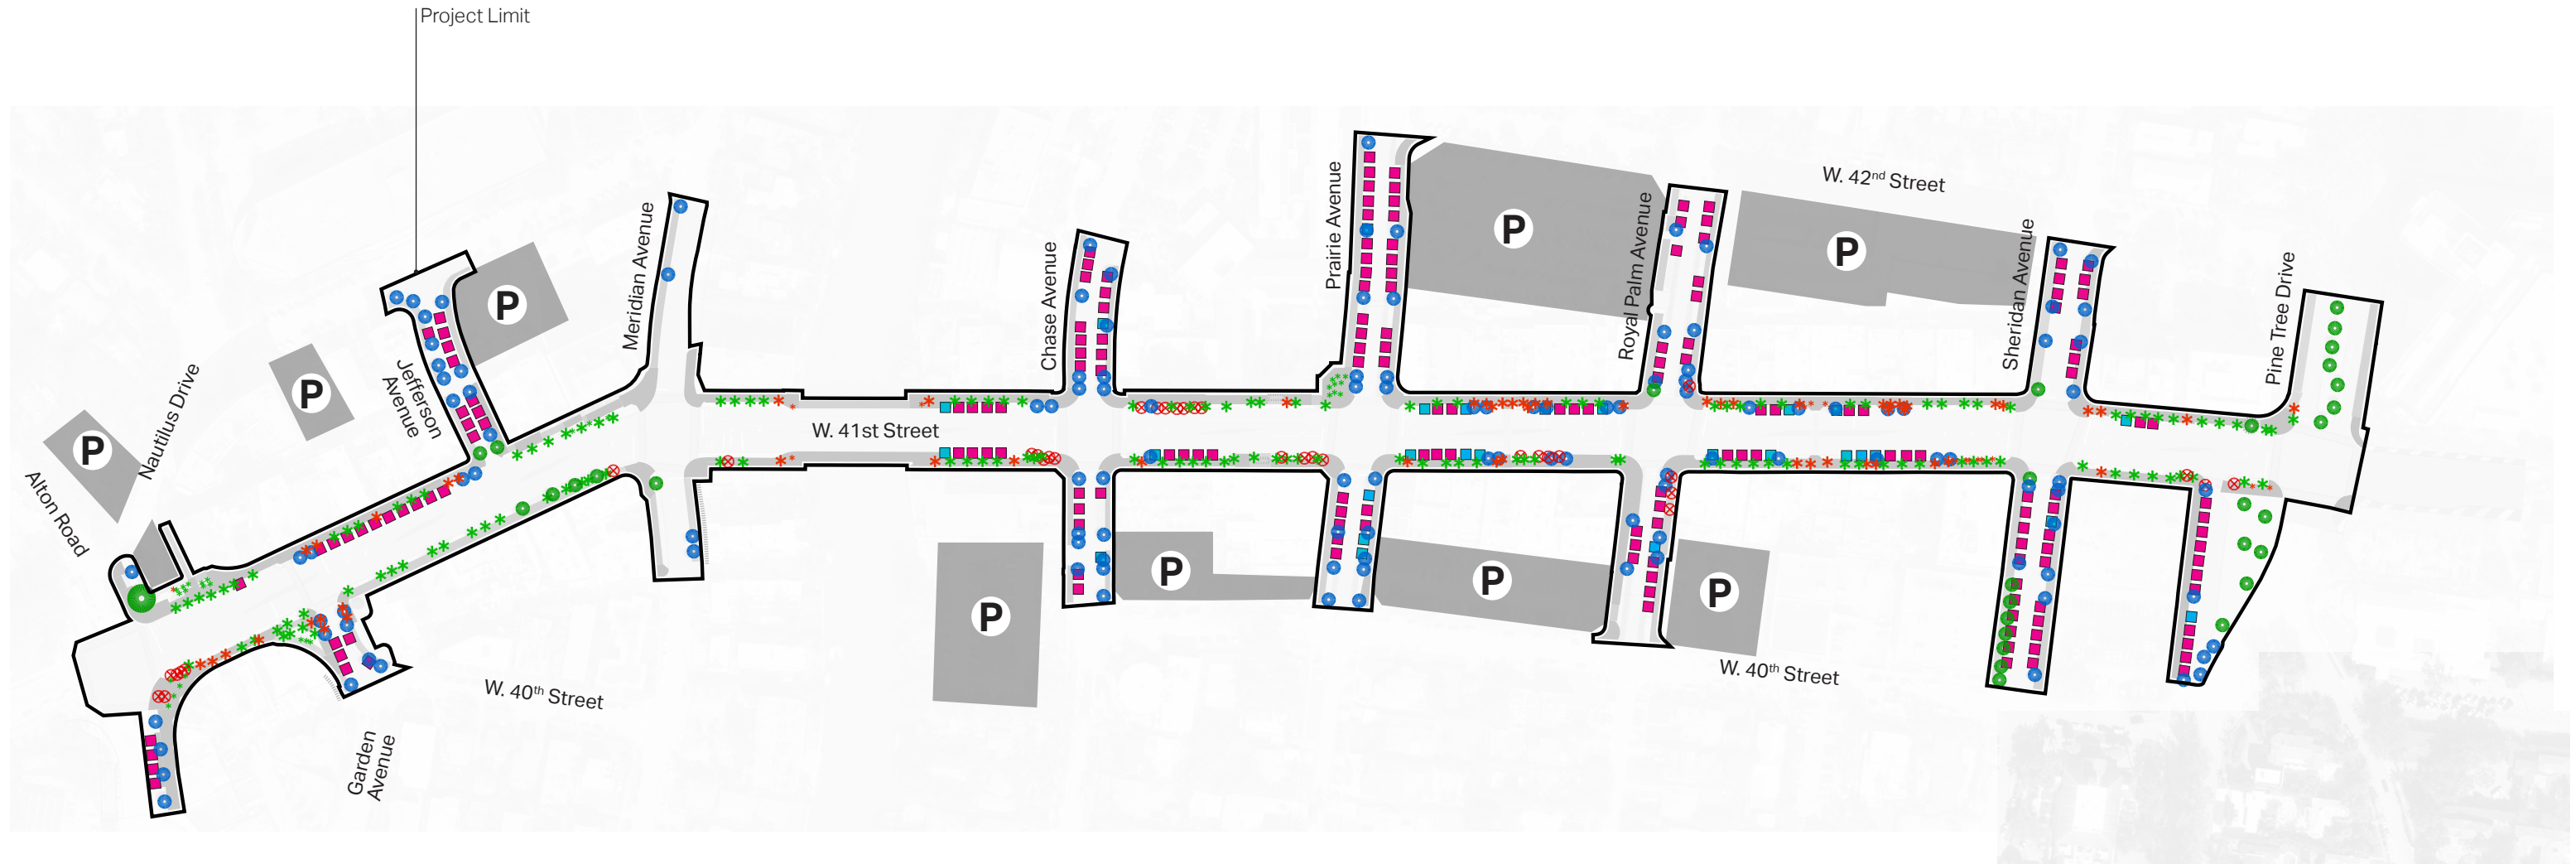 Project Limit
W. 42nd Street
Prairie Avenue
Royal Palm Avenue
Meridian Avenue
Sheridan Avenue
Chase Avenue
Pine Tree Drive
P
P
P
P
P
Jefferson
Avenue
Nautilus Drive
W. 41st Street
P
Alton Road
P
P
P
P
W. 40th Street
W. 40th Street
Garden
Avenue